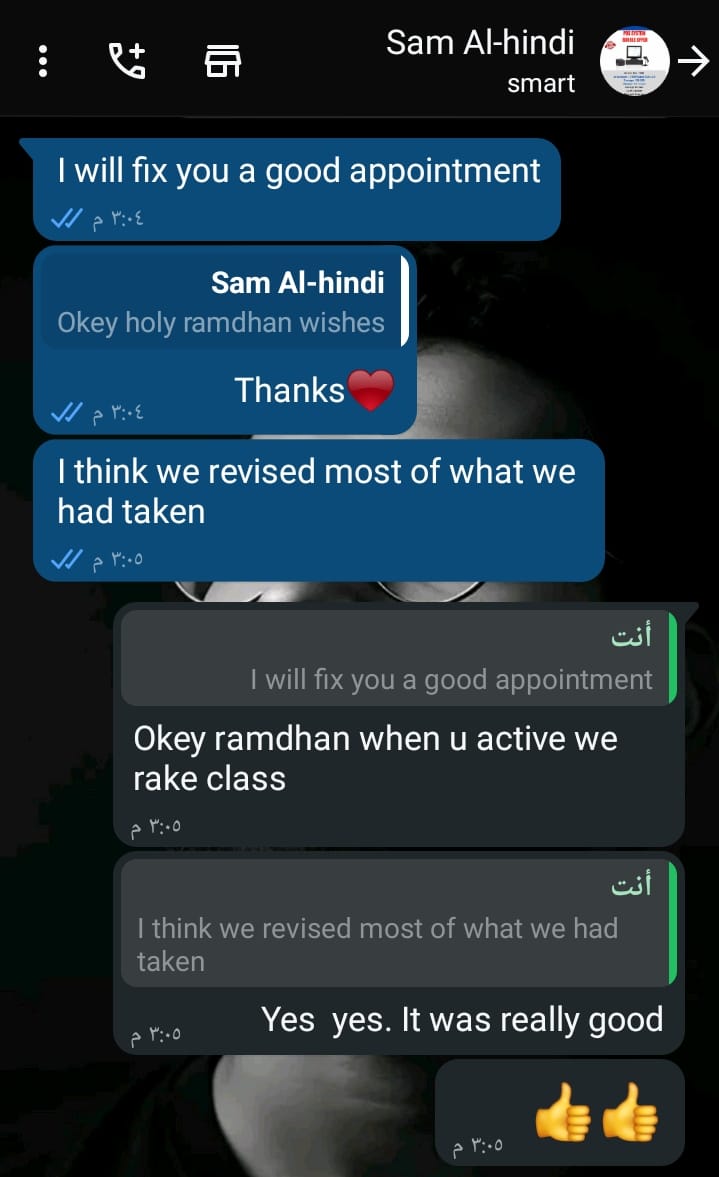 Sam Al-hindi
smart
I will fix you a good appointment
٣:٠٤ م
Sam Al-hindi
Okey holy ramdhan wishes
Thanks❤️
٣:٠٤ م
I think we revised most of what we
had taken
٣:٠٥ م
أنت
I will fix you a good appointment
Okey ramdhan when u active we
rake class
٣:٠٥ م
أنت
I think we revised most of what we had
taken
Yes yes. It was really good
٣:٠٥ م
👍👍
٣:٠٥ م